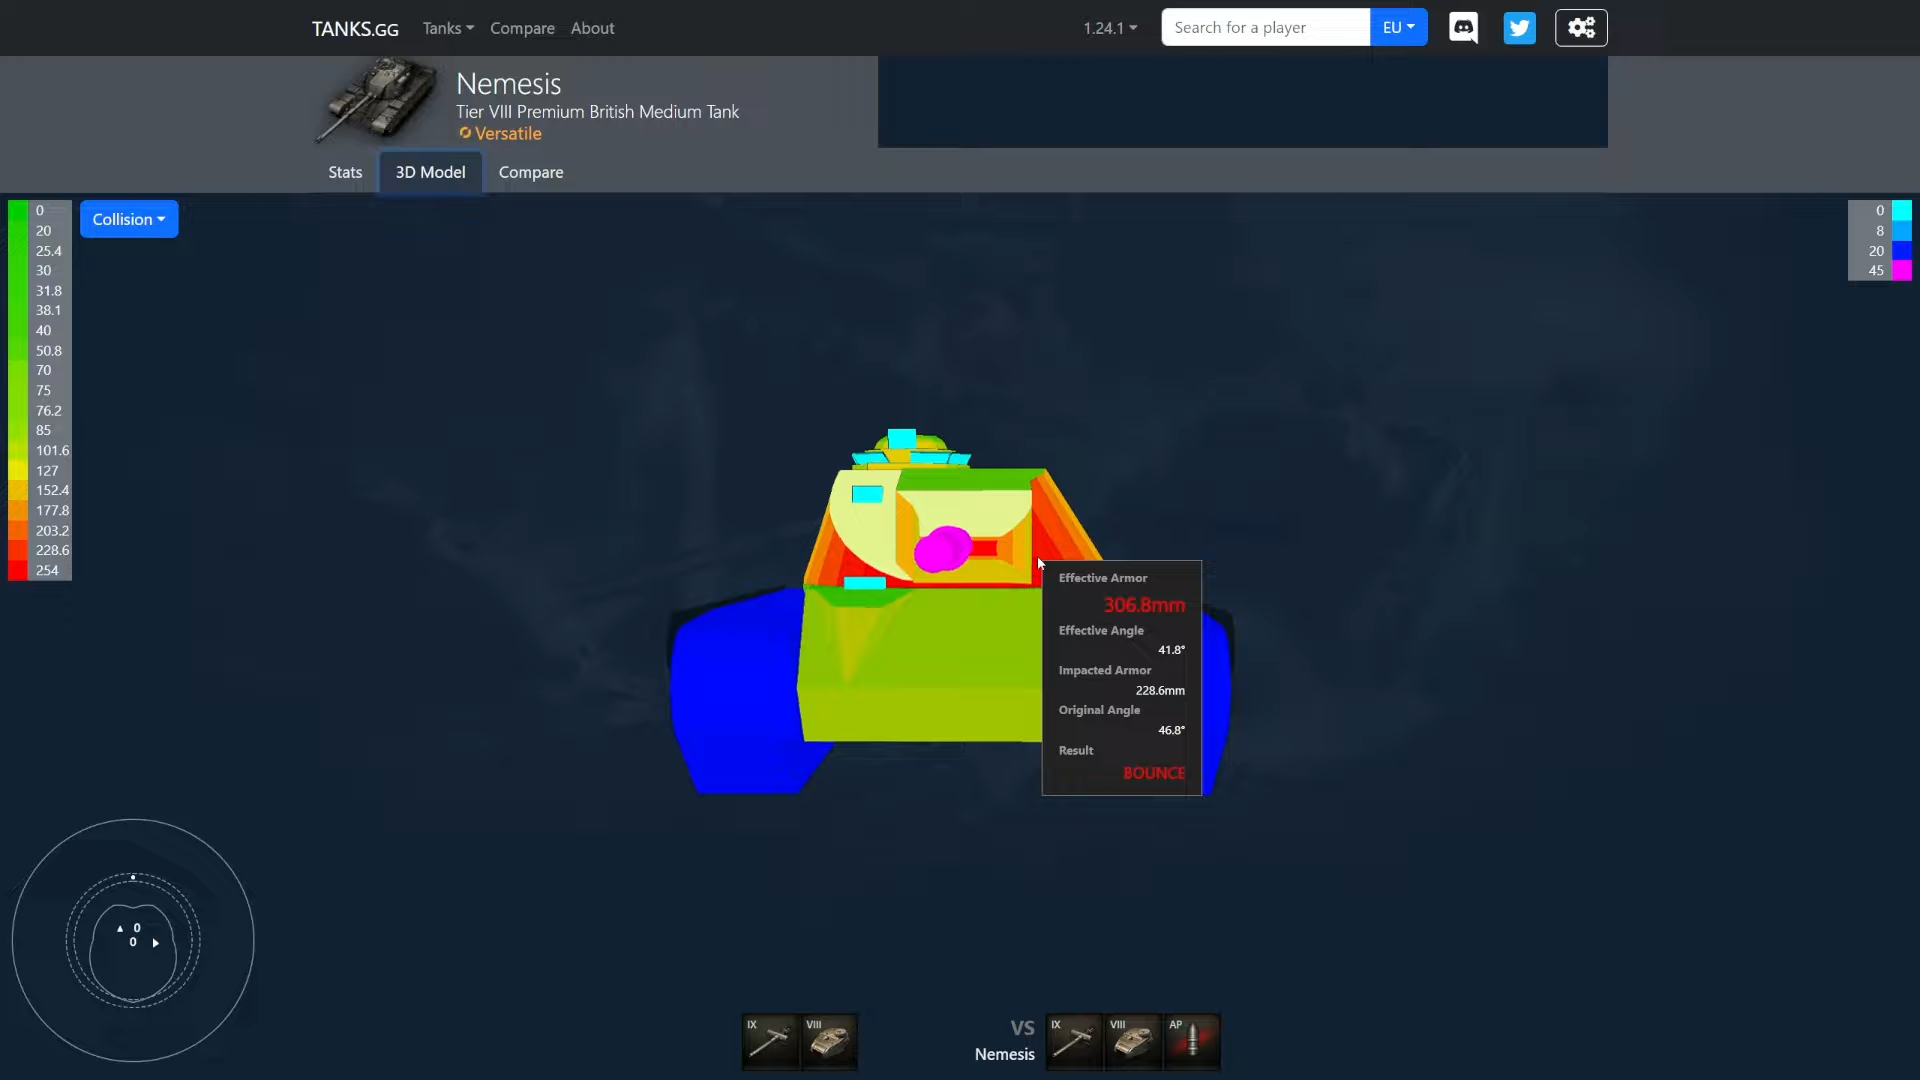 TANKS.GG
Tanks
Compare
About
1.24.1
Search for a player
EU
Nemesis
Tier VIII Premium British Medium Tank
Versatile
Stats
3D Model
Compare
Collision
0
20
25.4
30
31.8
38.1
40
50.8
70
75
76.2
85
101.6
127
152.4
177.8
203.2
228.6
254
0
8
20
45
Effective Armor
306.8mm
Effective Angle
41.8°
Impacted Armor
228.6mm
Original Angle
46.8°
Result
BOUNCE
0
0
IX
VIII
VS
Nemesis
IX
VIII
AP